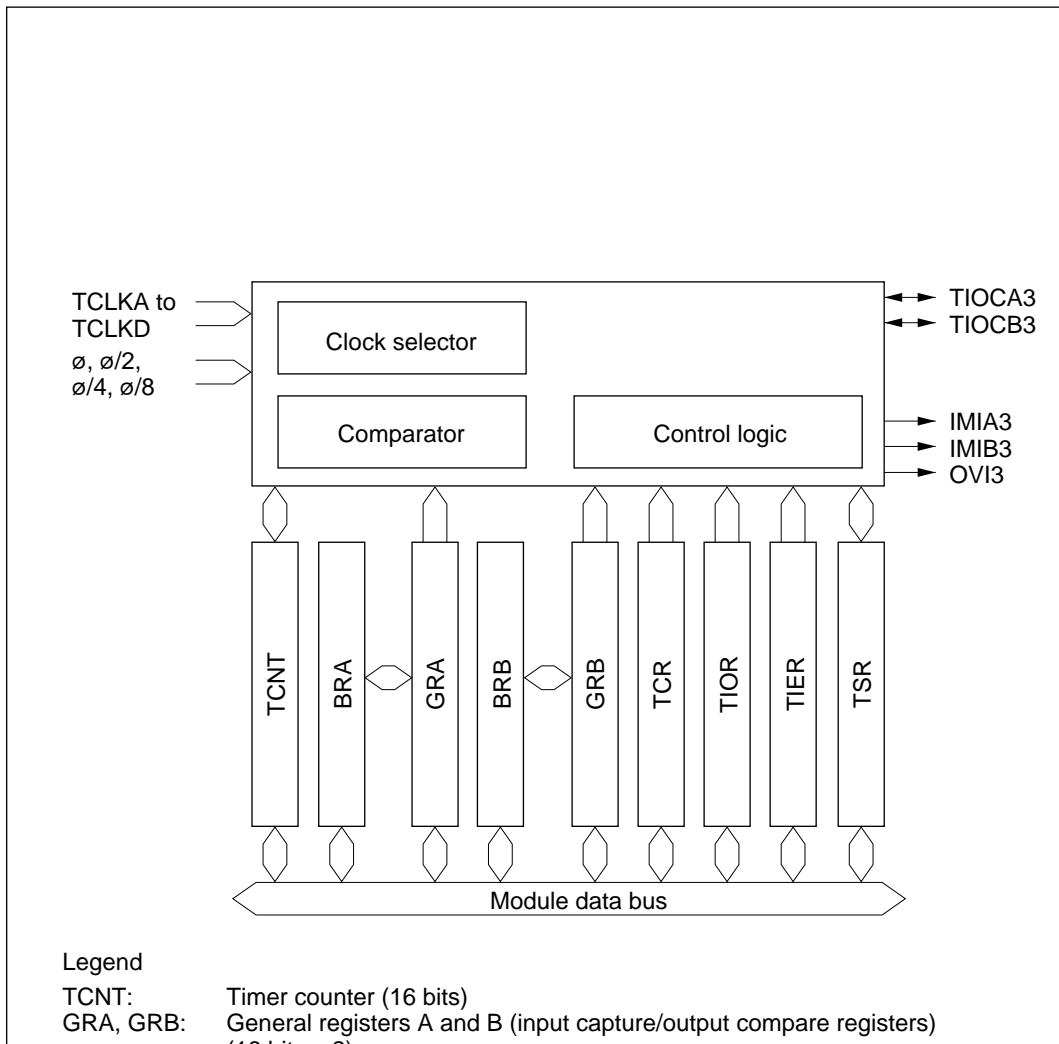 TCLKA to
TCLKD
ø, ø/2,
ø/4, ø/8
Clock selector
Comparator
Control logic
TIOCA3
TIOCB3
IMIA3
IMIB3
OVI3
TCNT
BRA
GRA
BRB
GRB
TCR
TIOR
TIER
TSR
Module data bus
Legend
TCNT: Timer counter (16 bits)
GRA, GRB: General registers A and B (input capture/output compare registers)